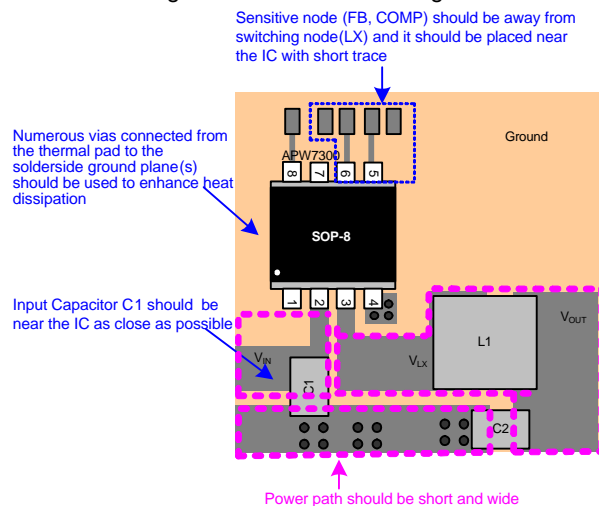 Sensitive node (FB, COMP) should be away from
switching node(LX) and it should be placed near
the IC with short trace
Numerous vias connected from
the thermal pad to the
solderside ground plane(s)
should be used to enhance heat
dissipation
Ground
APW7300
8 7 6 5
SOP-8
1 2 3 4
Input Capacitor C1 should be
near the IC as close as possible
VIN
C1
VLX
L1
VOUT
C2
Power path should be short and wide